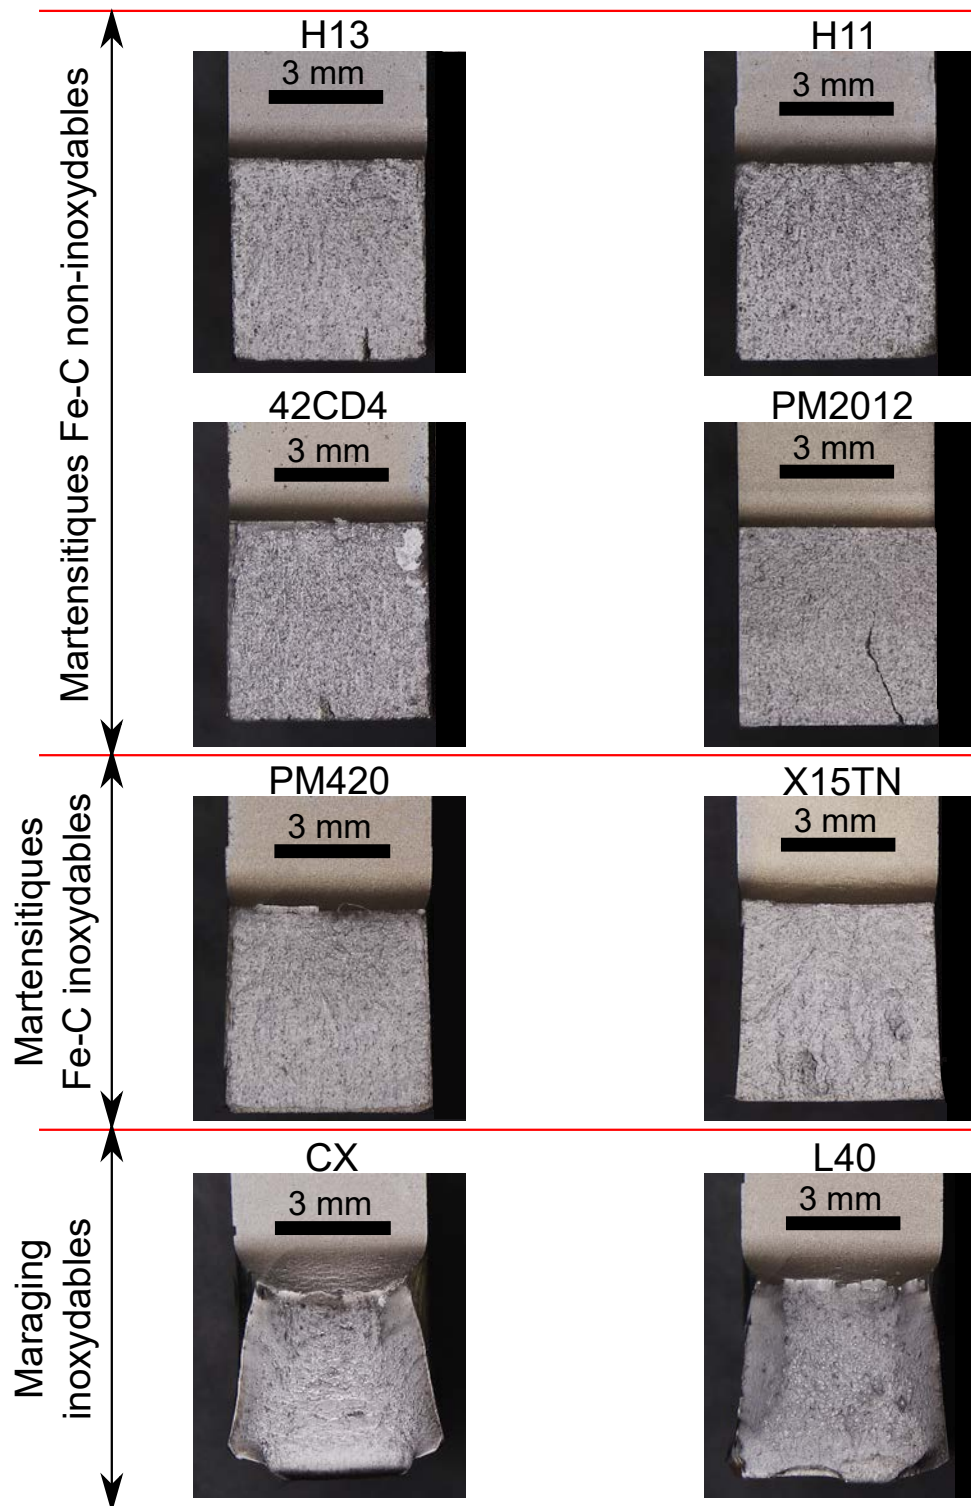 Martensitiques Fe-C non-inoxydables
H13
3 mm
H11
3 mm
42CD4
3 mm
PM2012
3 mm
Martensitiques
Fe-C inoxydables
PM420
3 mm
X15TN
3 mm
Maraging
inoxydables
CX
3 mm
L40
3 mm